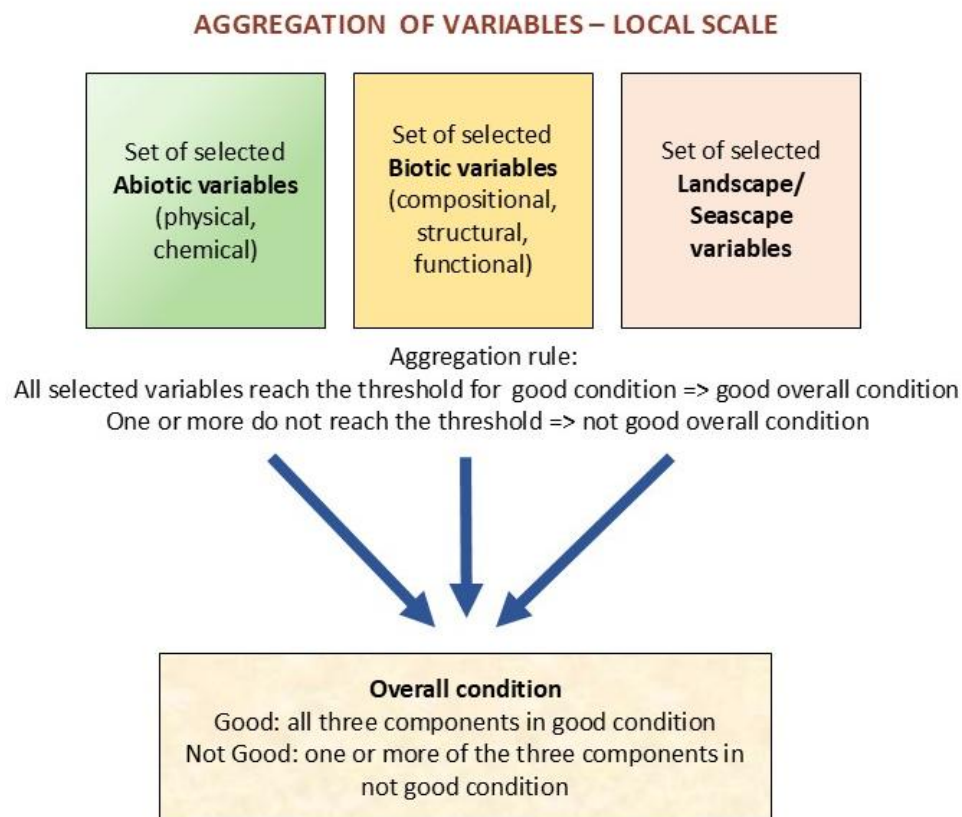 AGGREGATION OF VARIABLES – LOCAL SCALE
Set of selected
Abiotic variables
(physical,
chemical)
Set of selected
Biotic variables
(compositional,
structural,
functional)
Set of selected
Landscape/
Seascape
variables
Aggregation rule:
All selected variables reach the threshold for good condition => good overall condition
One or more do not reach the threshold => not good overall condition
Overall condition
Good: all three components in good condition
Not Good: one or more of the three components in
not good condition